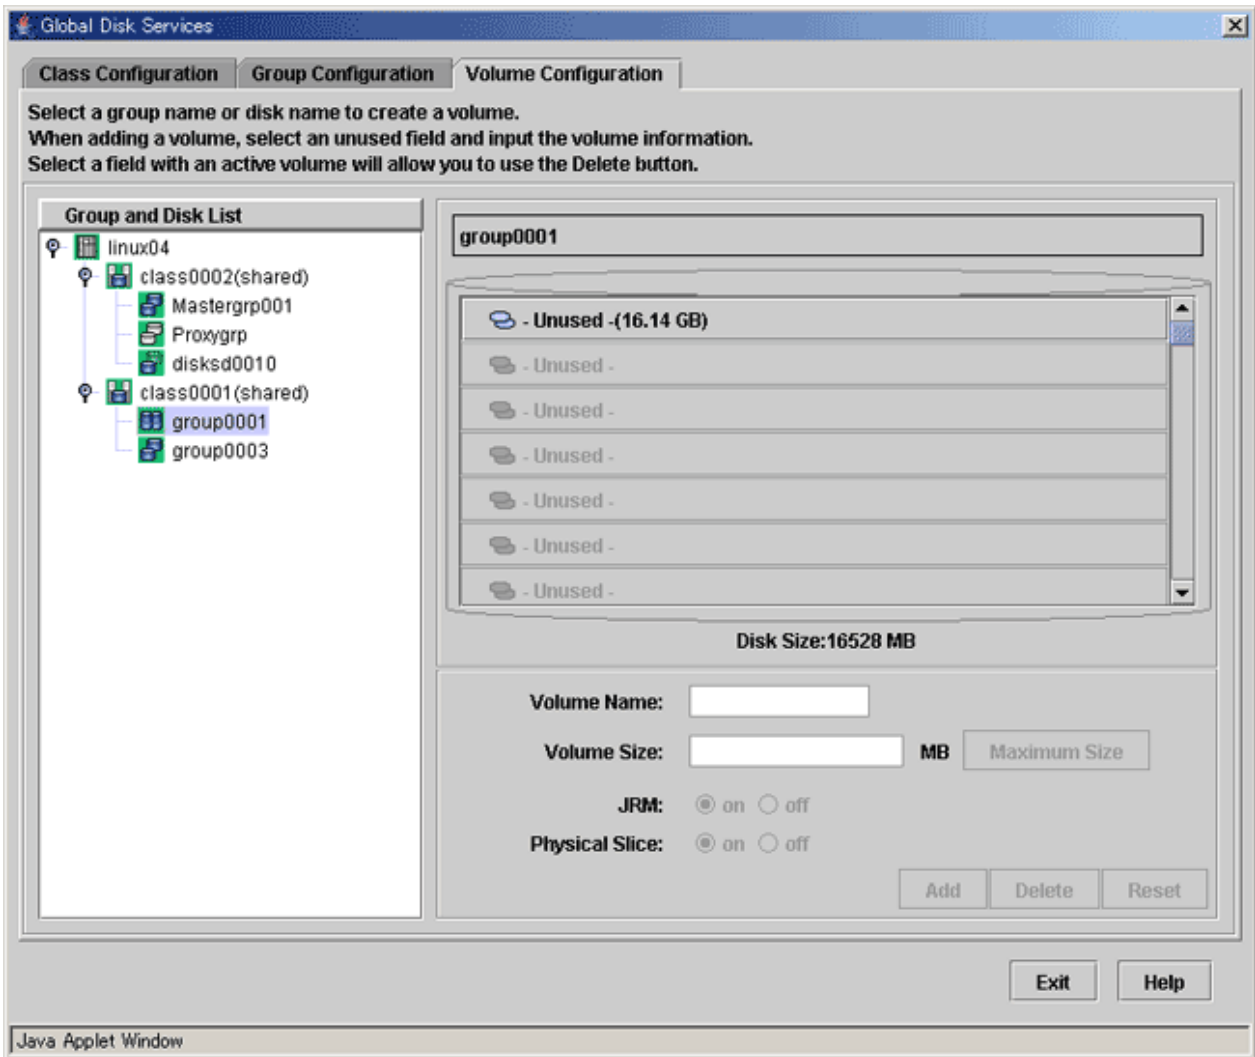 Global Disk Services
Class Configuration Group Configuration Volume Configuration
Select a group name or disk name to create a volume.
When adding a volume, select an unused field and input the volume information.
Select a field with an active volume will allow you to use the Delete button.
Group and Disk List
linux04
class0002(shared)
Mastergrp001
Proxygrp
disksd0010
class0001(shared)
group0001
group0003
group0001
- Unused -(16.14 GB)
- Unused -
- Unused -
- Unused -
- Unused -
- Unused -
- Unused -
Disk Size:16528 MB
Volume Name:
Volume Size: MB Maximum Size
JRM: on off
Physical Slice: on off
Add Delete Reset
Exit Help
Java Applet Window